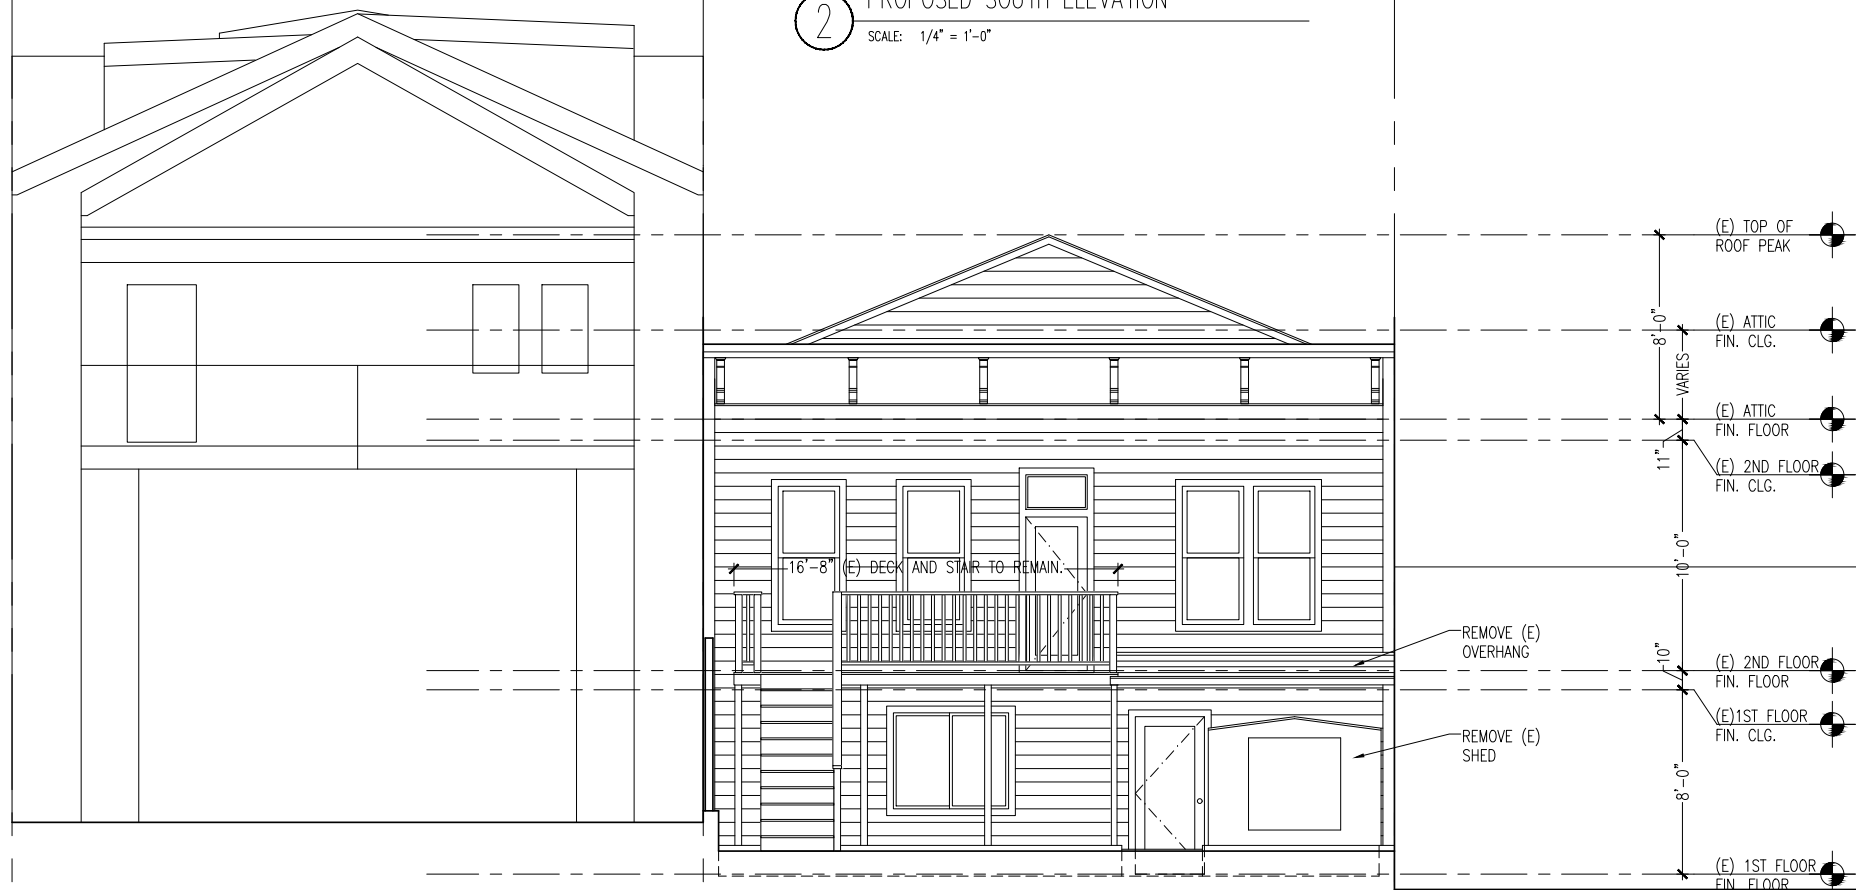 2
PROPOSED SOUTH ELEVATION
SCALE: 1/4" = 1'-0"
(E) TOP OF
ROOF PEAK
8'-0"
(E) ATTIC
FIN. CLG.
VARIES
(E) ATTIC
FIN. FLOOR
11"
(E) 2ND FLOOR
FIN. CLG.
10'-0"
16'-8" (E) DECK AND STAIR TO REMAIN.
REMOVE (E)
OVERHANG
10"
(E) 2ND FLOOR
FIN. FLOOR
(E)1ST FLOOR
FIN. CLG.
REMOVE (E)
SHED
8'-0"
(E) 1ST FLOOR
FIN. FLOOR